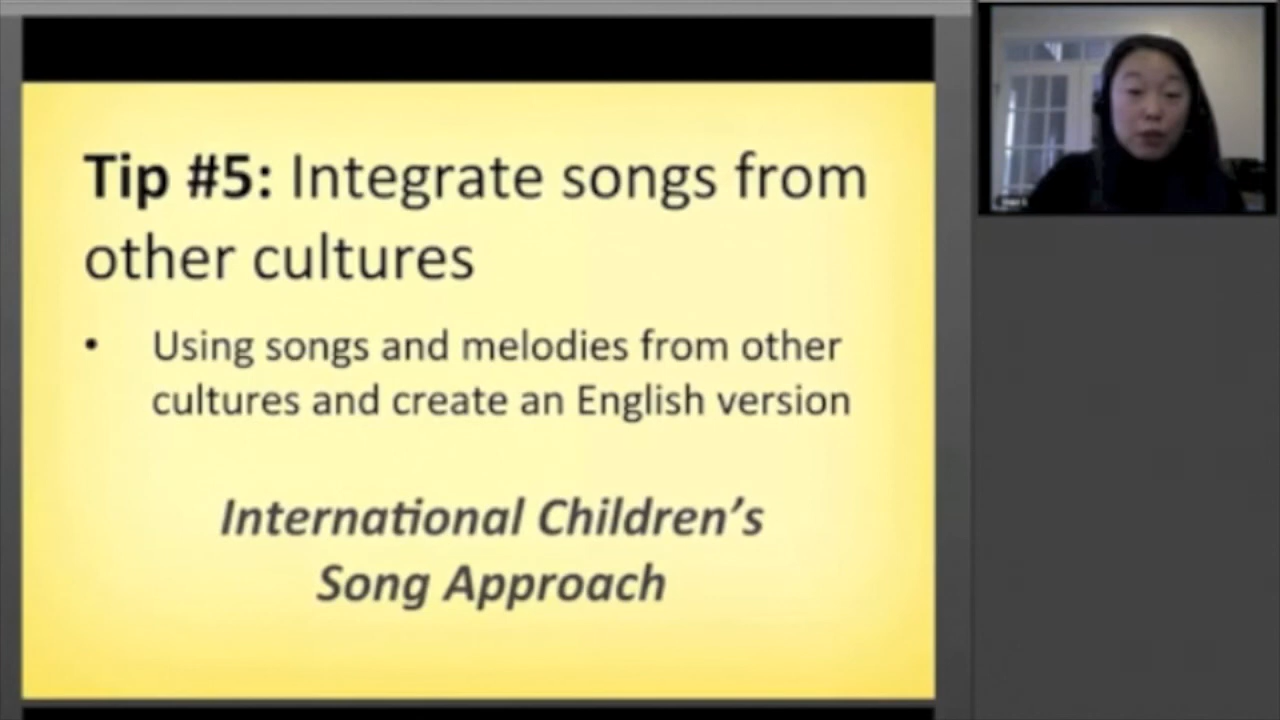 Tip #5: Integrate songs from
other cultures
• Using songs and melodies from other
cultures and create an English version
International Children's
Song Approach